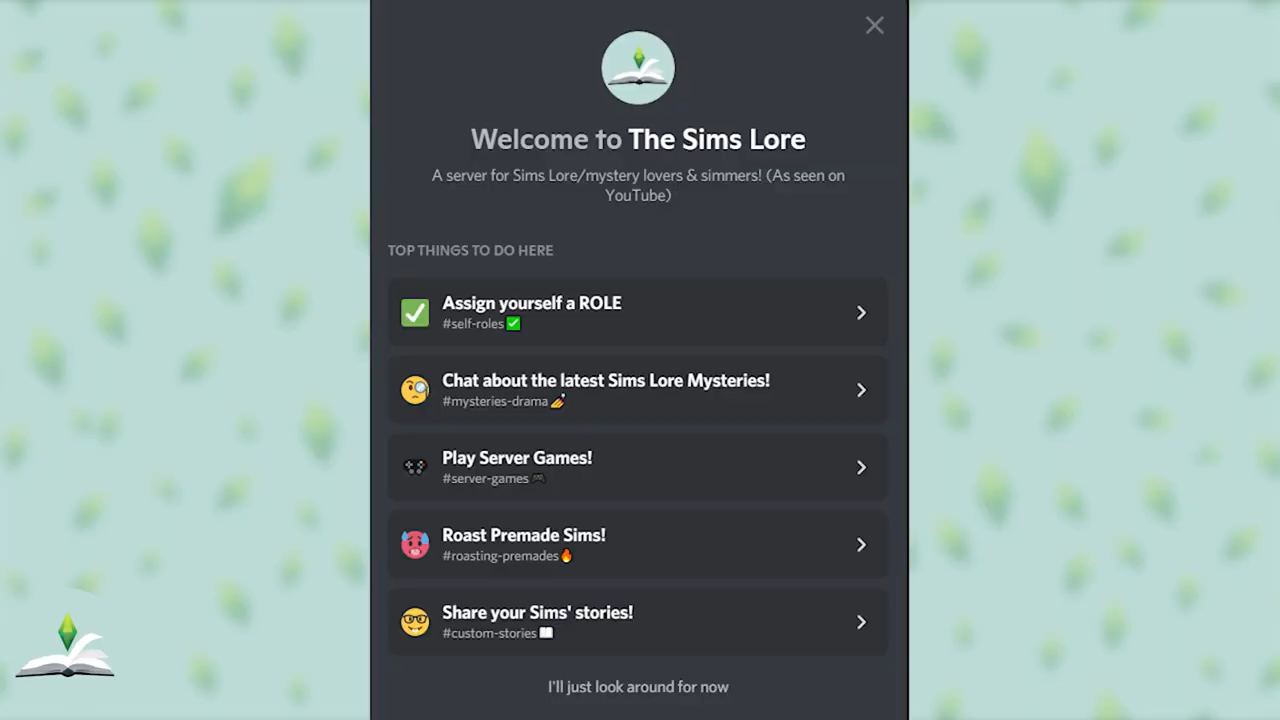 Welcome to The Sims Lore
A server for Sims Lore/mystery lovers & simmers! (As seen on
YouTube)
TOP THINGS TO DO HERE
Assign yourself a ROLE
#self-roles✅
Chat about the latest Sims Lore Mysteries!
#mysteries-drama💅
Play Server Games!
#server-games🎮
Roast Premade Sims!
#roasting-premades🔥
Share your Sims' stories!
#custom-stories📖
I'll just look around for now